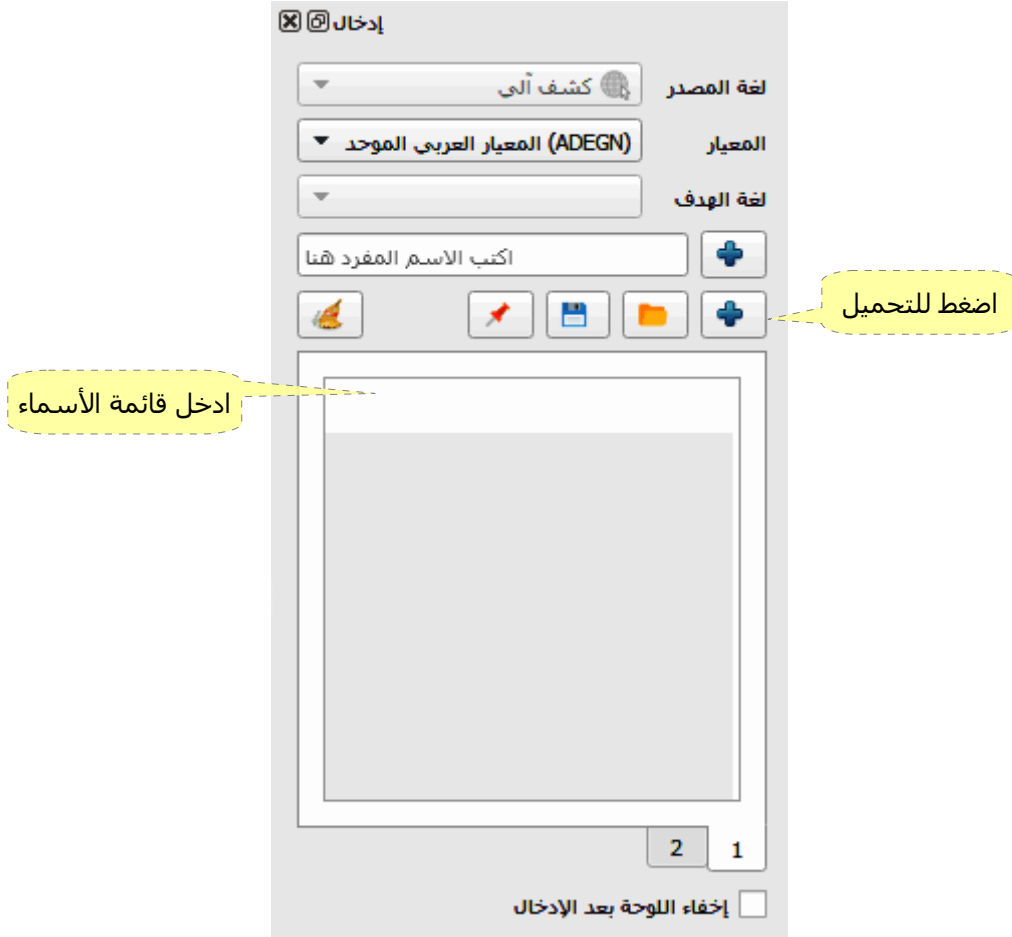 إدخال
لغة المصدر
كشف آلي
المعيار
(ADEGN) المعيار العربي الموحد
لغة الهدف
اكتب الاسم المفرد هنا
اضغط للتحميل
ادخل قائمة الأسماء
1
2
إخفاء اللوحة بعد الإدخال